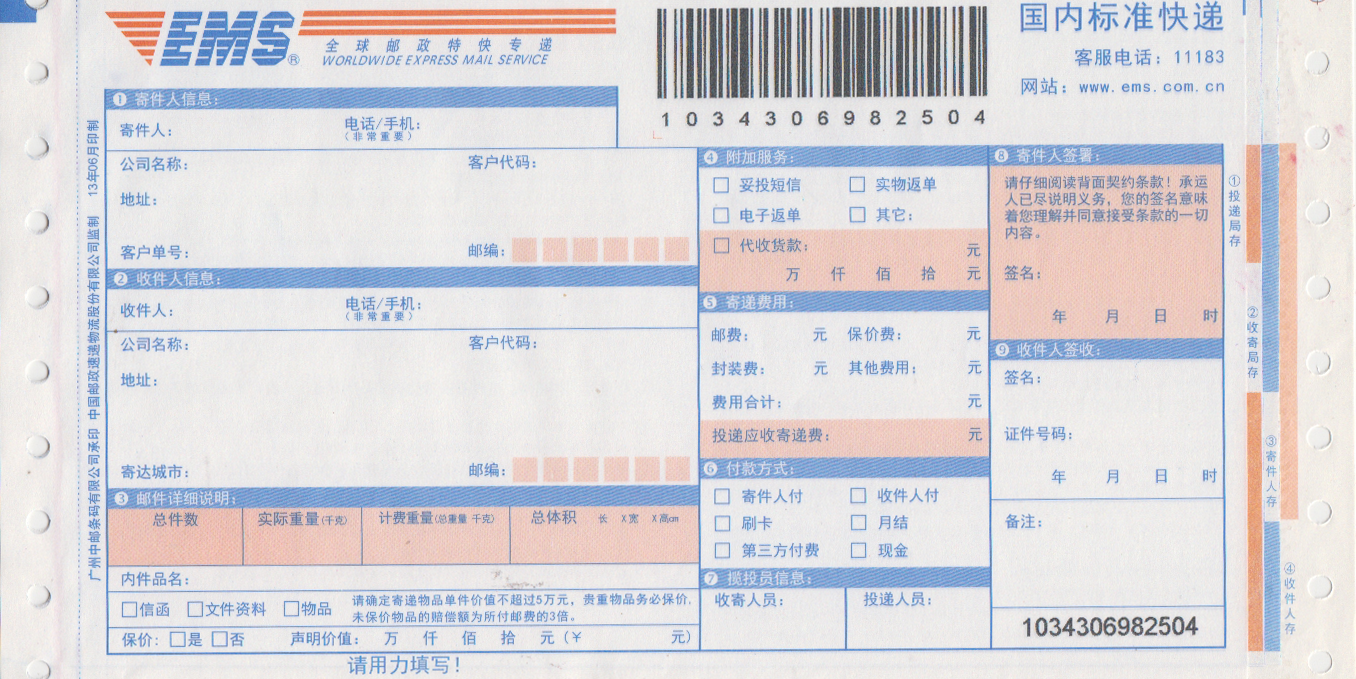 EMS®
全球邮政特快专递
WORLDWIDE EXPRESS MAIL SERVICE
1034306982504
国内标准快递
客服电话：11183
网站：www.ems.com.cn
❶ 寄件人信息：
寄件人： 电话/手机：
（非常重要）
公司名称： 客户代码：
地址：
客户单号： 邮编：
❷ 收件人信息：
收件人： 电话/手机：
（非常重要）
公司名称： 客户代码：
地址：
寄达城市： 邮编：
❸ 邮件详细说明：
总件数 实际重量(千克) 计费重量(总重量 千克) 总体积 长 X宽 X高cm
内件品名：
□信函 □文件资料 □物品
请确定寄递物品单件价值不超过5万元，贵重物品务必保价，
未保价物品的赔偿额为所付邮费的3倍。
保价：□是 □否 声明价值： 万 仟 佰 拾 元（¥ 元）
请用力填写！
❹ 附加服务：
□ 妥投短信 □ 实物返单
□ 电子返单 □ 其它：
□ 代收货款： 元
万 仟 佰 拾 元
❺ 寄递费用：
邮费： 元 保价费： 元
封装费： 元 其他费用： 元
费用合计： 元
投递应收寄递费： 元
❻ 付款方式：
□ 寄件人付 □ 收件人付
□ 刷卡 □ 月结
□ 第三方付费 □ 现金
❼ 揽投员信息：
收寄人员： 投递人员：
❽ 寄件人签署：
请仔细阅读背面契约条款！承运
人已尽说明义务，您的签名意味
着您理解并同意接受条款的一切
内容。
签名：
年 月 日 时
❾ 收件人签收：
签名：
证件号码：
年 月 日 时
备注：
1034306982504
①投递局存
②收寄局存
③寄件人存
④收件人存
广州中邮条码有限公司承印 中国邮政速递物流股份有限公司监制 13年06月印制